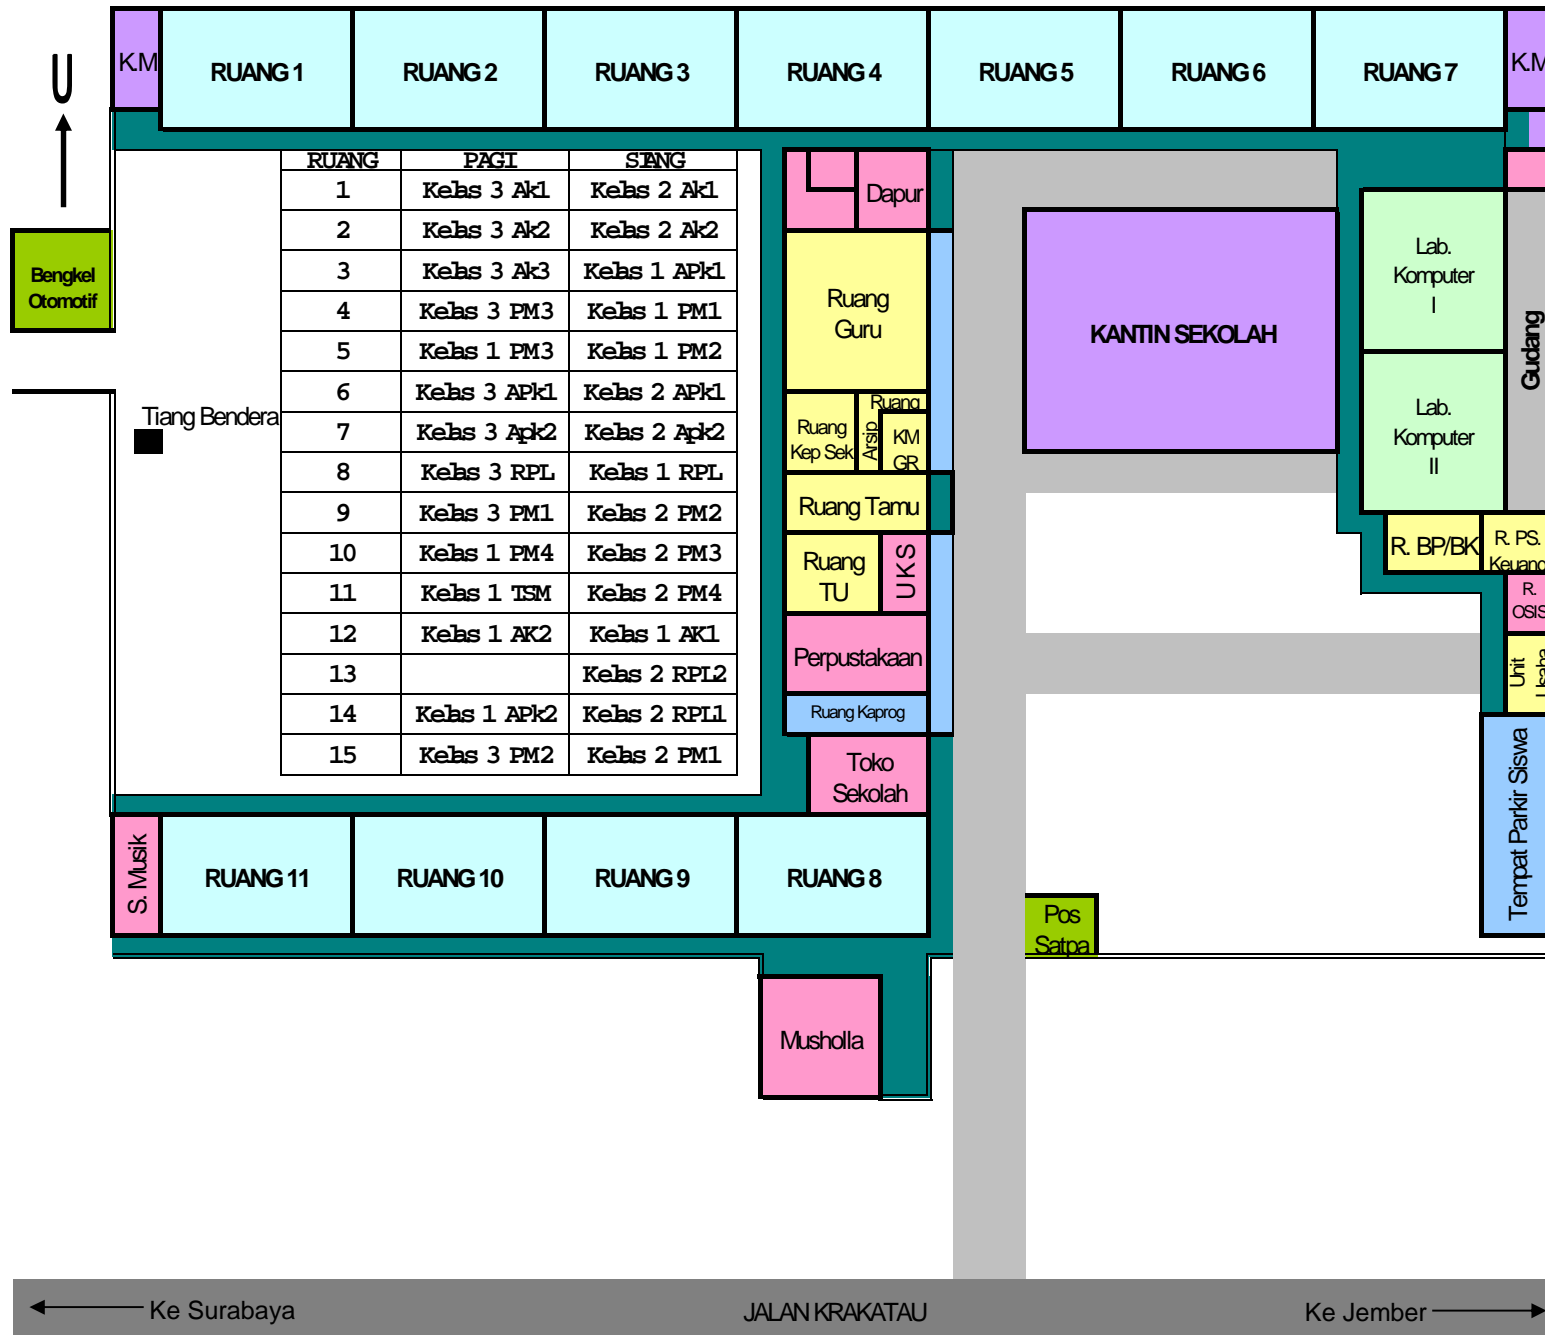 U
K.M
RUANG 1
RUANG 2
RUANG 3
RUANG 4
RUANG 5
RUANG 6
RUANG 7
K.M
RUANG PAGI SIANG
1 Kelas 3 Ak1 Kelas 2 Ak1
2 Kelas 3 Ak2 Kelas 2 Ak2
3 Kelas 3 Ak3 Kelas 1 APk1
4 Kelas 3 PM3 Kelas 1 PM1
5 Kelas 1 PM3 Kelas 1 PM2
6 Kelas 3 APk1 Kelas 2 APk1
7 Kelas 3 Apk2 Kelas 2 Apk2
8 Kelas 3 RPL Kelas 1 RPL
9 Kelas 3 PM1 Kelas 2 PM2
10 Kelas 1 PM4 Kelas 2 PM3
11 Kelas 1 TSM Kelas 2 PM4
12 Kelas 1 AK2 Kelas 1 AK1
13 Kelas 2 RPL2
14 Kelas 1 APk2 Kelas 2 RPL1
15 Kelas 3 PM2 Kelas 2 PM1
Bengkel
Otomotif
Tiang Bendera
Dapur
Ruang
Guru
Ruang
Kep Sek
Ruang
Arsip
KM
GR
Ruang Tamu
Ruang
TU
UKS
Perpustakaan
Ruang Kaprog
Toko
Sekolah
KANTIN SEKOLAH
Lab.
Komputer
I
Lab.
Komputer
II
Gudang
R. BP/BK
R. PS.
Keuang
R.
OSIS
Unit
Usaha
Tempat Parkir Siswa
S. Musik
RUANG 11
RUANG 10
RUANG 9
RUANG 8
Pos
Satpa
Musholla
Ke Surabaya
JALAN KRAKATAU
Ke Jember